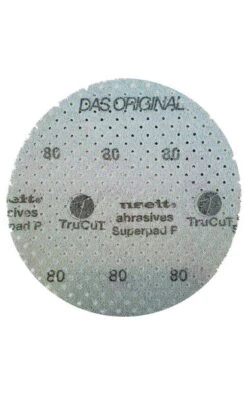 DAS ORIGINAL
80 80 80
abrasives
Superpad P
TruCuT TruCuT
80 80 80